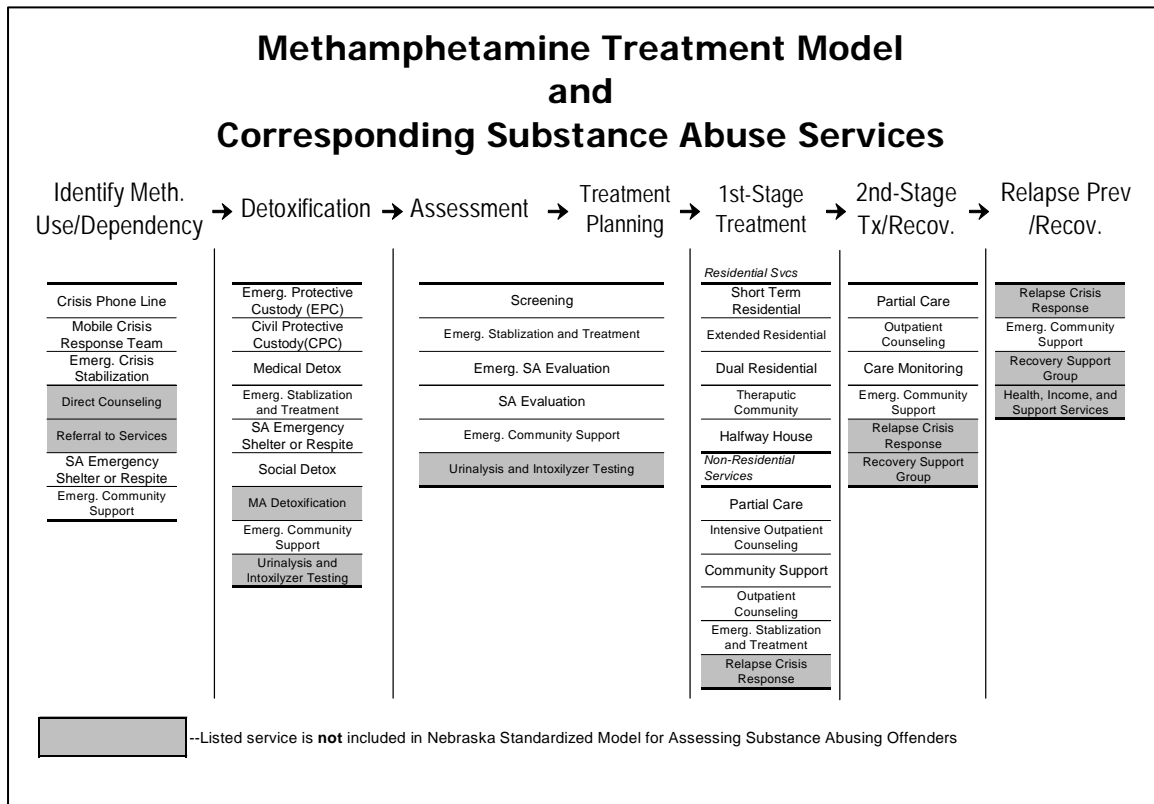 Methamphetamine Treatment Model
and
Corresponding Substance Abuse Services
Identify Meth.
Use/Dependency
Detoxification
Assessment
Treatment
Planning
1st-Stage
Treatment
2nd-Stage
Tx/Recov.
Relapse Prev
/Recov.
Crisis Phone Line
Mobile Crisis
Response Team
Emerg. Crisis
Stabilization
Direct Counseling
Referral to Services
SA Emergency
Shelter or Respite
Emerg. Community
Support
Emerg. Protective
Custody (EPC)
Civil Protective
Custody(CPC)
Medical Detox
Emerg. Stablization
and Treatment
SA Emergency
Shelter or Respite
Social Detox
MA Detoxification
Emerg. Community
Support
Urinalysis and
Intoxilyzer Testing
Screening
Emerg. Stablization and Treatment
Emerg. SA Evaluation
SA Evaluation
Emerg. Community Support
Urinalysis and Intoxilyzer Testing
Residential Svcs
Short Term
Residential
Extended Residential
Dual Residential
Theraputic
Community
Halfway House
Non-Residential
Services
Partial Care
Intensive Outpatient
Counseling
Community Support
Outpatient
Counseling
Emerg. Stablization
and Treatment
Relapse Crisis
Response
Partial Care
Outpatient
Counseling
Care Monitoring
Emerg. Community
Support
Relapse Crisis
Response
Recovery Support
Group
Relapse Crisis
Response
Emerg. Community
Support
Recovery Support
Group
Health, Income, and
Support Services
--Listed service is not included in Nebraska Standardized Model for Assessing Substance Abusing Offenders